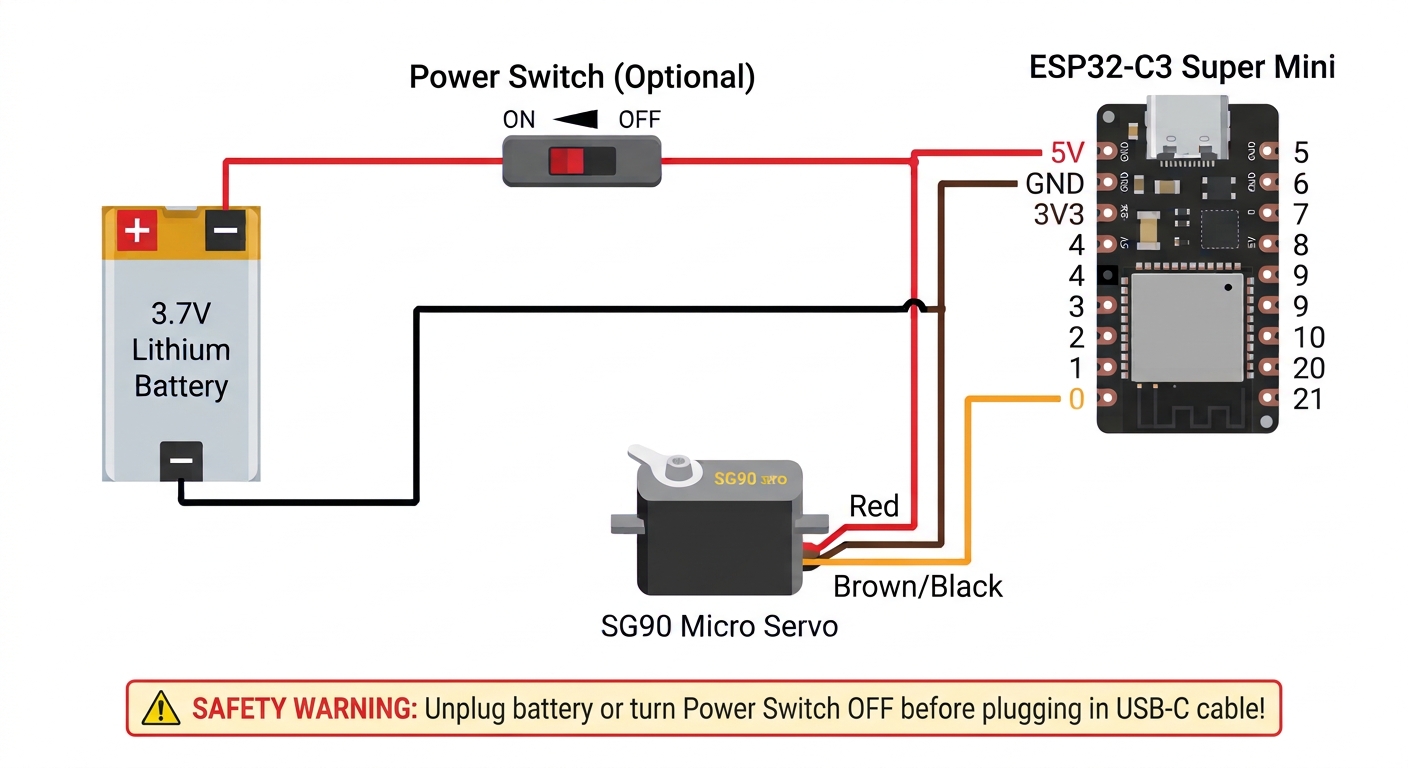 Power Switch (Optional)
ON OFF
ESP32-C3 Super Mini
5V
GND
3V3
4
4
3
2
1
0
5
6
7
8
9
9
10
20
21
+ −
3.7V
Lithium
Battery
−
SG90
Red
Brown/Black
SG90 Micro Servo
SAFETY WARNING: Unplug battery or turn Power Switch OFF before plugging in USB-C cable!